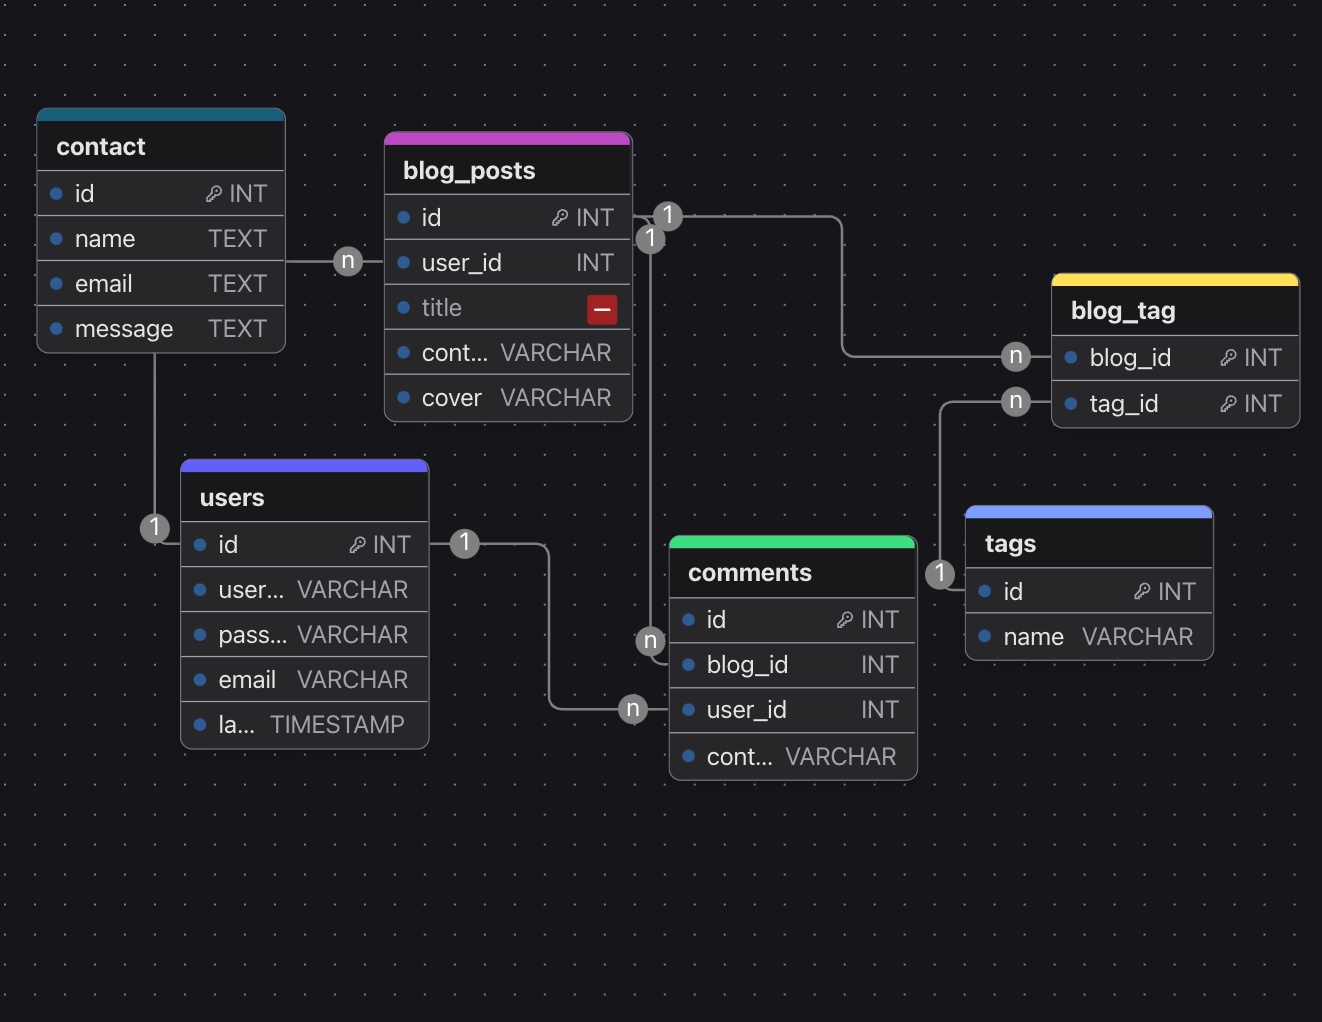 contact
id INT
name TEXT
email TEXT
message TEXT
n
blog_posts
id INT
user_id INT
title
cont... VARCHAR
cover VARCHAR
1
1
n
n
blog_tag
blog_id INT
tag_id INT
1
users
id INT
user... VARCHAR
pass... VARCHAR
email VARCHAR
la... TIMESTAMP
1
n
n
comments
id INT
blog_id INT
user_id INT
cont... VARCHAR
1
tags
id INT
name VARCHAR